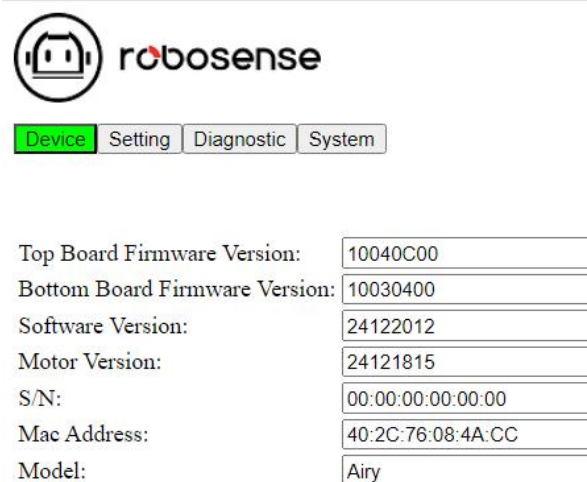 robosense
Device Setting Diagnostic System
Top Board Firmware Version: 10040C00
Bottom Board Firmware Version: 10030400
Software Version: 24122012
Motor Version: 24121815
S/N: 00:00:00:00:00:00
Mac Address: 40:2C:76:08:4A:CC
Model: Airy